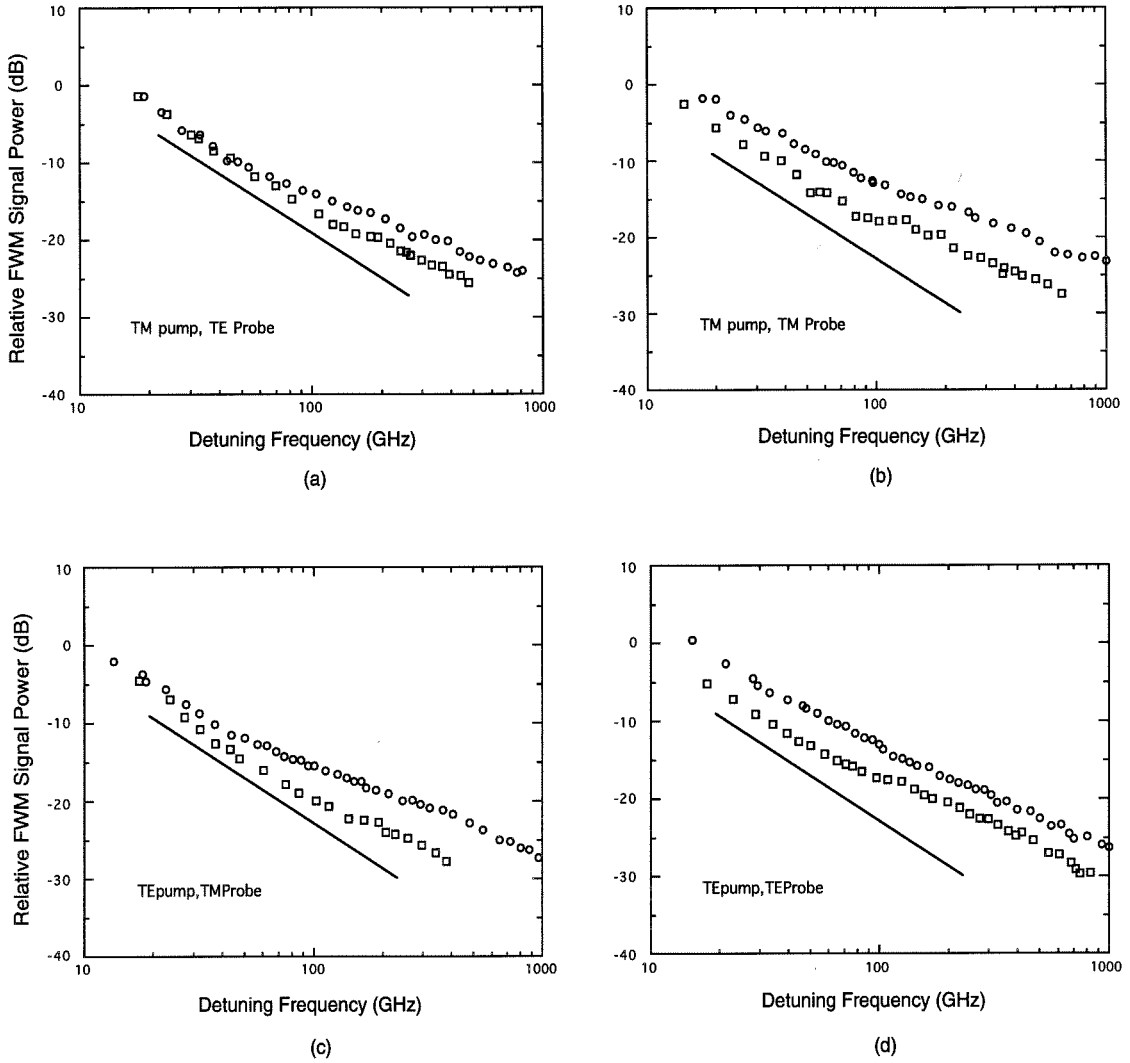 Relative FWM Signal Power (dB)
10
0
-10
-20
-30
-40
TM pump, TE Probe
10
100
1000
Detuning Frequency (GHz)
(a)
10
0
-10
-20
-30
-40
TM pump, TM Probe
10
100
1000
Detuning Frequency (GHz)
(b)
Relative FWM Signal Power (dB)
10
0
-10
-20
-30
-40
TEpump,TMProbe
10
100
1000
Detuning Frequency (GHz)
(c)
10
0
-10
-20
-30
-40
TEpump,TEProbe
10
100
1000
Detuning Frequency (GHz)
(d)